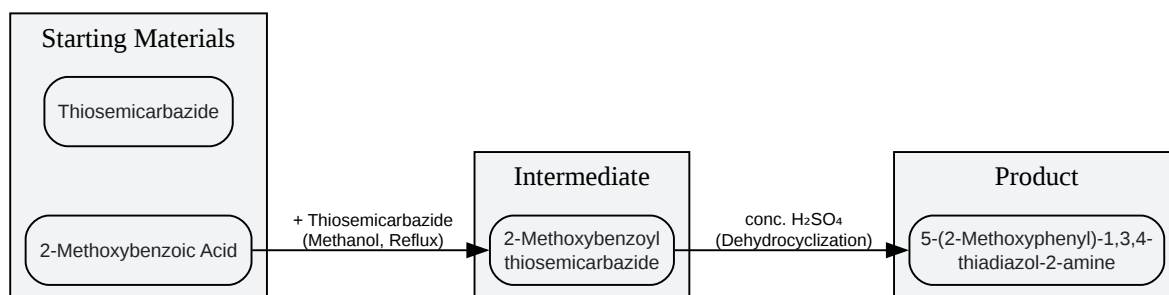 Starting Materials
Thiosemicarbazide
2-Methoxybenzoic Acid
+ Thiosemicarbazide
(Methanol, Reflux)
Intermediate
2-Methoxybenzoyl
thiosemicarbazide
conc. H₂SO₄
(Dehydrocyclization)
Product
5-(2-Methoxyphenyl)-1,3,4-
thiadiazol-2-amine